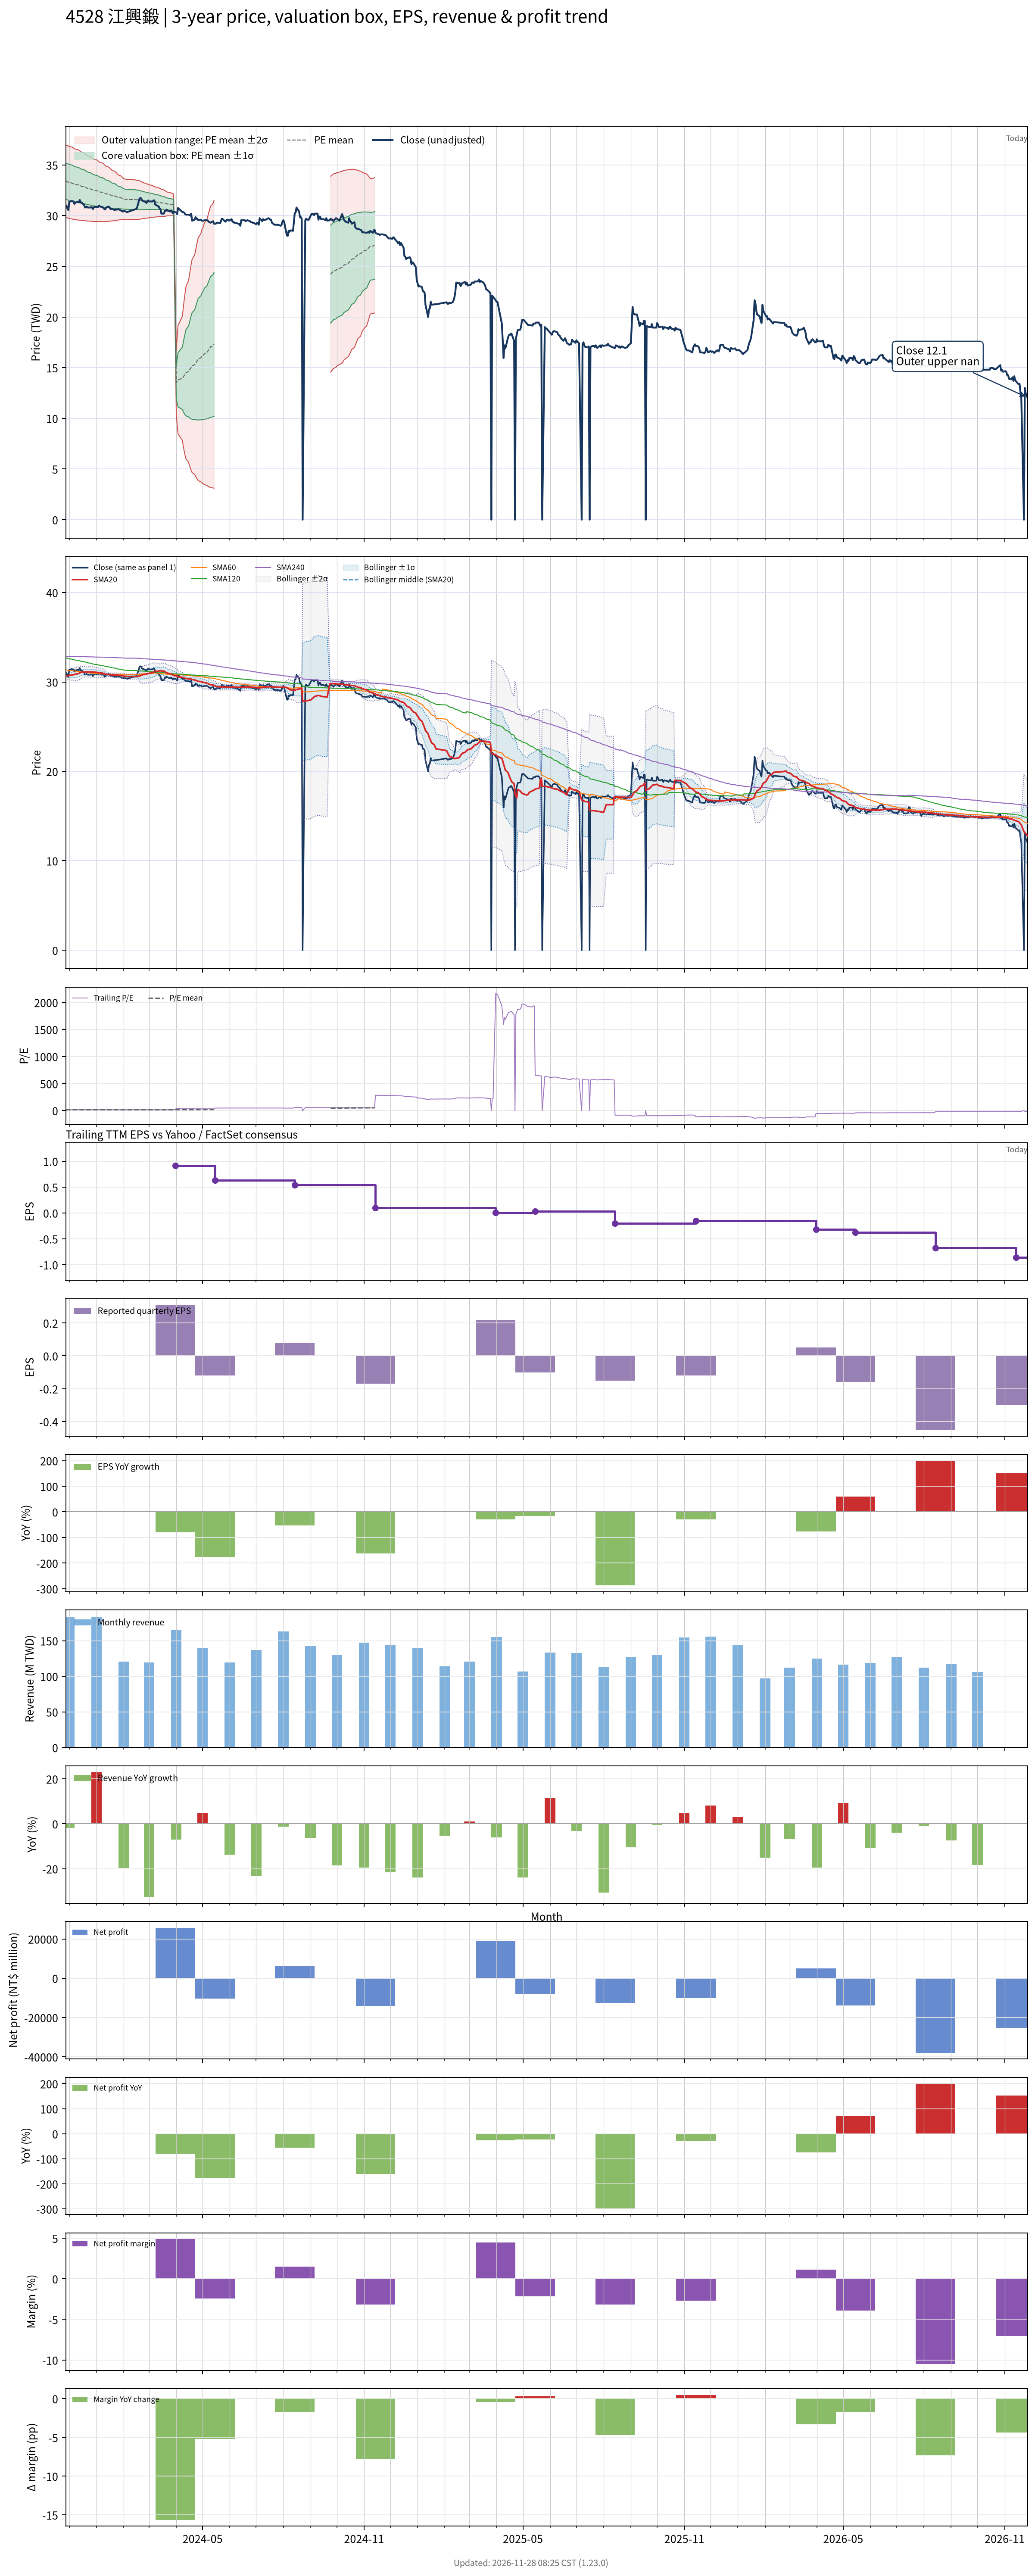 4528 江興鍛 | 3-year price, valuation box, EPS, revenue & profit trend
Outer valuation range: PE mean ±2σ
PE mean
Close (unadjusted)
Core valuation box: PE mean ±1σ
Today
Price (TWD)
35
30
25
20
15
10
5
0
Close 12.1
Outer upper nan
Close (same as panel 1)
SMA20
SMA60
SMA120
SMA240
Bollinger ±2σ
Bollinger ±1σ
Bollinger middle (SMA20)
Price
40
30
20
10
0
Trailing P/E
P/E mean
P/E
2000
1500
1000
500
0
Trailing TTM EPS vs Yahoo / FactSet consensus
Today
EPS
1.0
0.5
0.0
-0.5
-1.0
Reported quarterly EPS
EPS
0.2
0.0
-0.2
-0.4
EPS YoY growth
YoY (%)
200
100
0
-100
-200
-300
Monthly revenue
Revenue (M TWD)
150
100
50
0
Revenue YoY growth
YoY (%)
20
0
-20
Month
Net profit
Net profit (NT$ million)
20000
0
-20000
-40000
Net profit YoY
YoY (%)
200
100
0
-100
-200
-300
Net profit margin
Margin (%)
5
0
-5
-10
Margin YoY change
Δ margin (pp)
0
-5
-10
-15
2024-05
2024-11
2025-05
2025-11
2026-05
2026-11
Updated: 2026-11-28 08:25 CST (1.23.0)